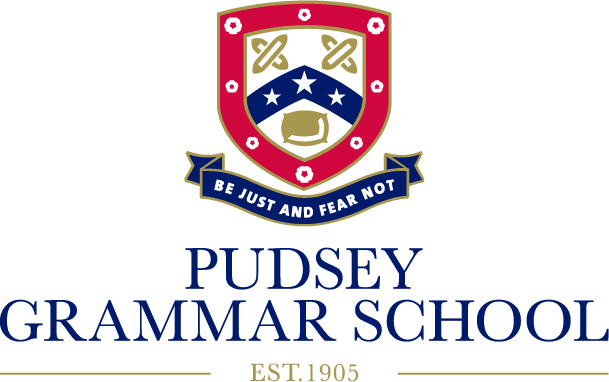 BE JUST AND FEAR NOT
PUDSEY
GRAMMAR SCHOOL
EST.1905